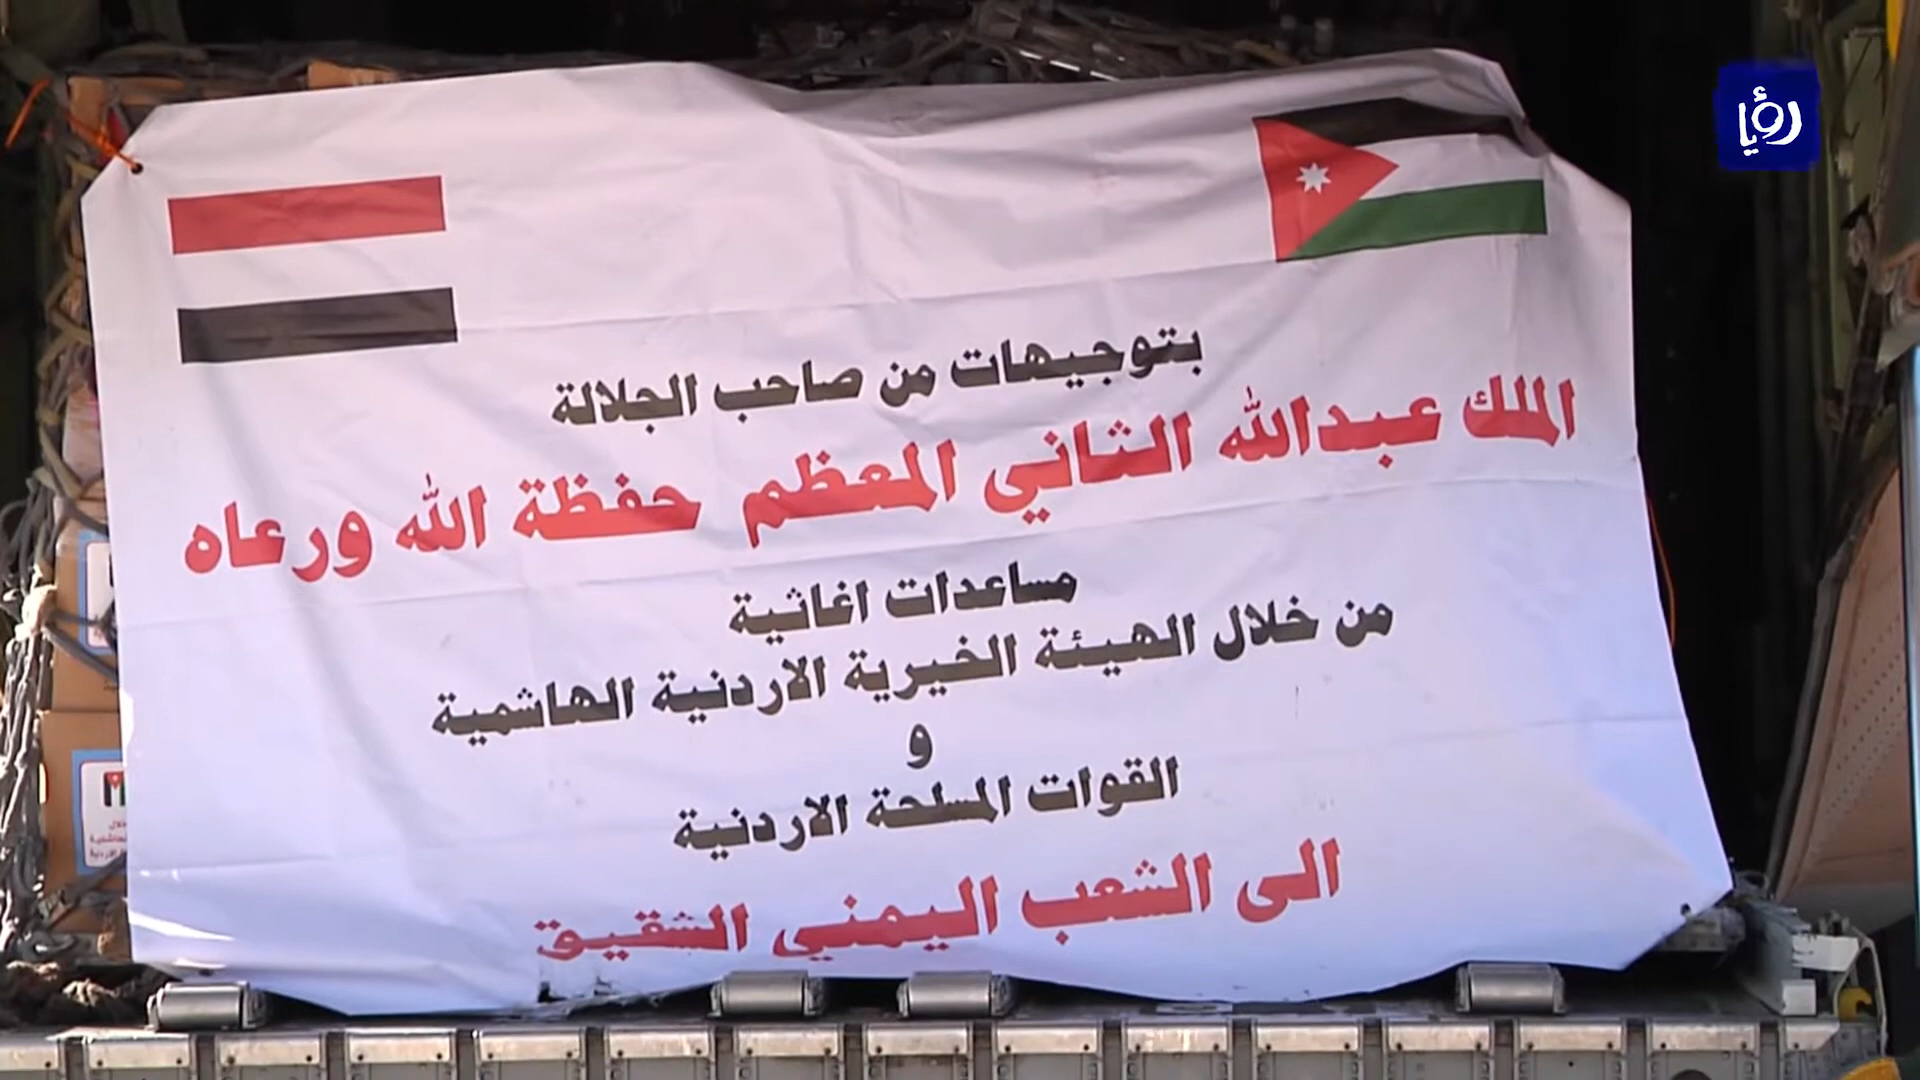 رؤيا
بتوجيهات من صاحب الجلالة
الملك عبدالله الثاني المعظم حفظة الله ورعاه
مساعدات اغاثية
من خلال الهيئة الخيرية الاردنية الهاشمية
و
القوات المسلحة الاردنية
الى الشعب اليمني الشقيق